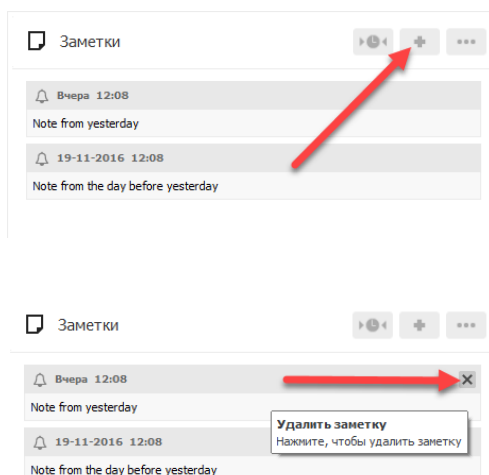 Заметки
Вчера 12:08
Note from yesterday
19-11-2016 12:08
Note from the day before yesterday
Заметки
Вчера 12:08
Note from yesterday
Удалить заметку
19-11-2016 12:08
Нажмите, чтобы удалить заметку
Note from the day before yesterday